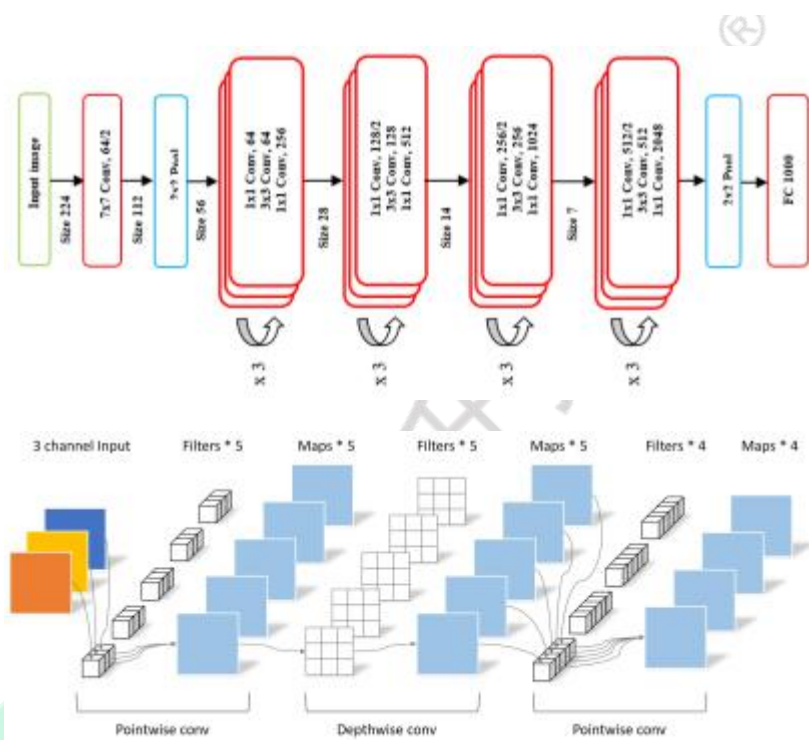 Input image
Size 224
7x7 Conv, 64/2
Size 112
2x2 Pool
Size 56
1x1 Conv, 64
3x3 Conv, 64
1x1 Conv, 256
Size 28
1x1 Conv, 128/2
3x3 Conv, 128
1x1 Conv, 512
Size 14
1x1 Conv, 256/2
3x3 Conv, 256
1x1 Conv, 1024
Size 7
1x1 Conv, 512/2
3x3 Conv, 512
1x1 Conv, 2048
2x2 Pool
FC 1000
x 3
x 3
x 3
x 3
3 channel Input
Filters * 5
Maps * 5
Filters * 5
Maps * 5
Filters * 4
Maps * 4
Pointwise conv
Depthwise conv
Pointwise conv